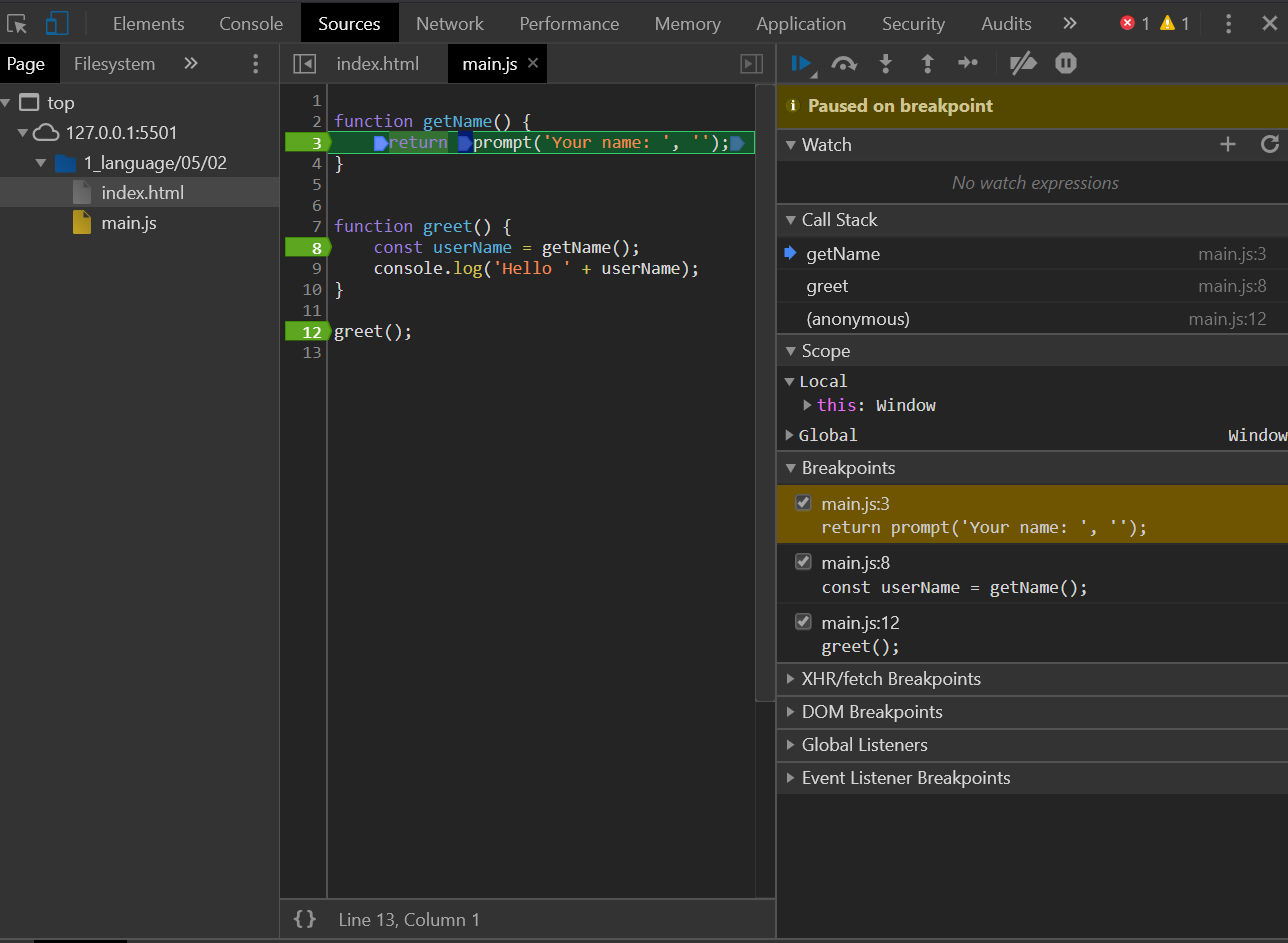 Elements Console Sources Network Performance Memory Application Security Audits » 1 1
Page Filesystem »
top
127.0.0.1:5501
1_language/05/02
index.html
main.js
index.html main.js ×
1
2 function getName() {
3 return prompt('Your name: ', '');
4 }
5
6
7 function greet() {
8 const userName = getName();
9 console.log('Hello ' + userName);
10 }
11
12 greet();
13
{} Line 13, Column 1
Paused on breakpoint
Watch
No watch expressions
Call Stack
getName main.js:3
greet main.js:8
(anonymous) main.js:12
Scope
Local
this: Window
Global Window
Breakpoints
main.js:3
return prompt('Your name: ', '');
main.js:8
const userName = getName();
main.js:12
greet();
XHR/fetch Breakpoints
DOM Breakpoints
Global Listeners
Event Listener Breakpoints